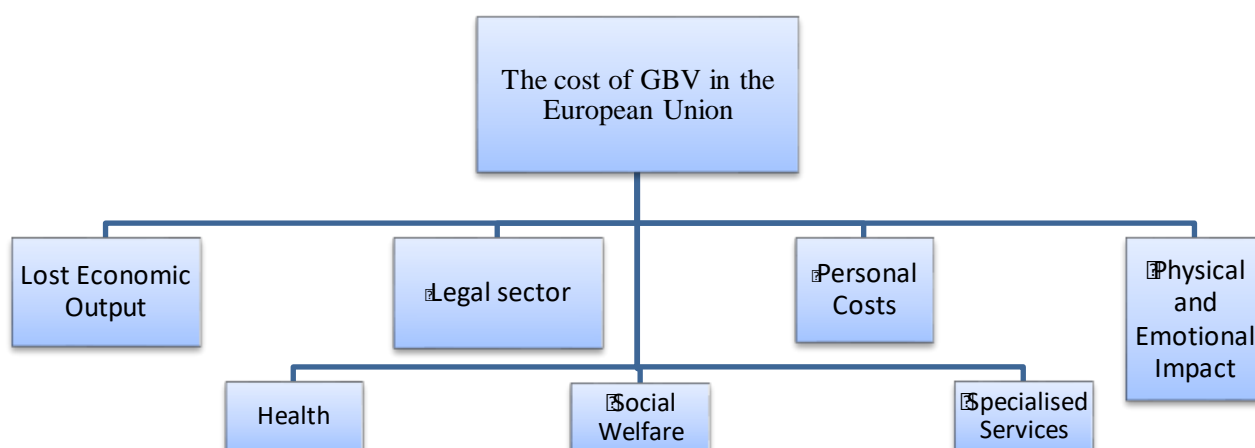 The cost of GBV in the
European Union
Lost Economic
Output
Legal sector
Personal
Costs
Physical
and
Emotional
Impact
Health
Social
Welfare
Specialised
Services